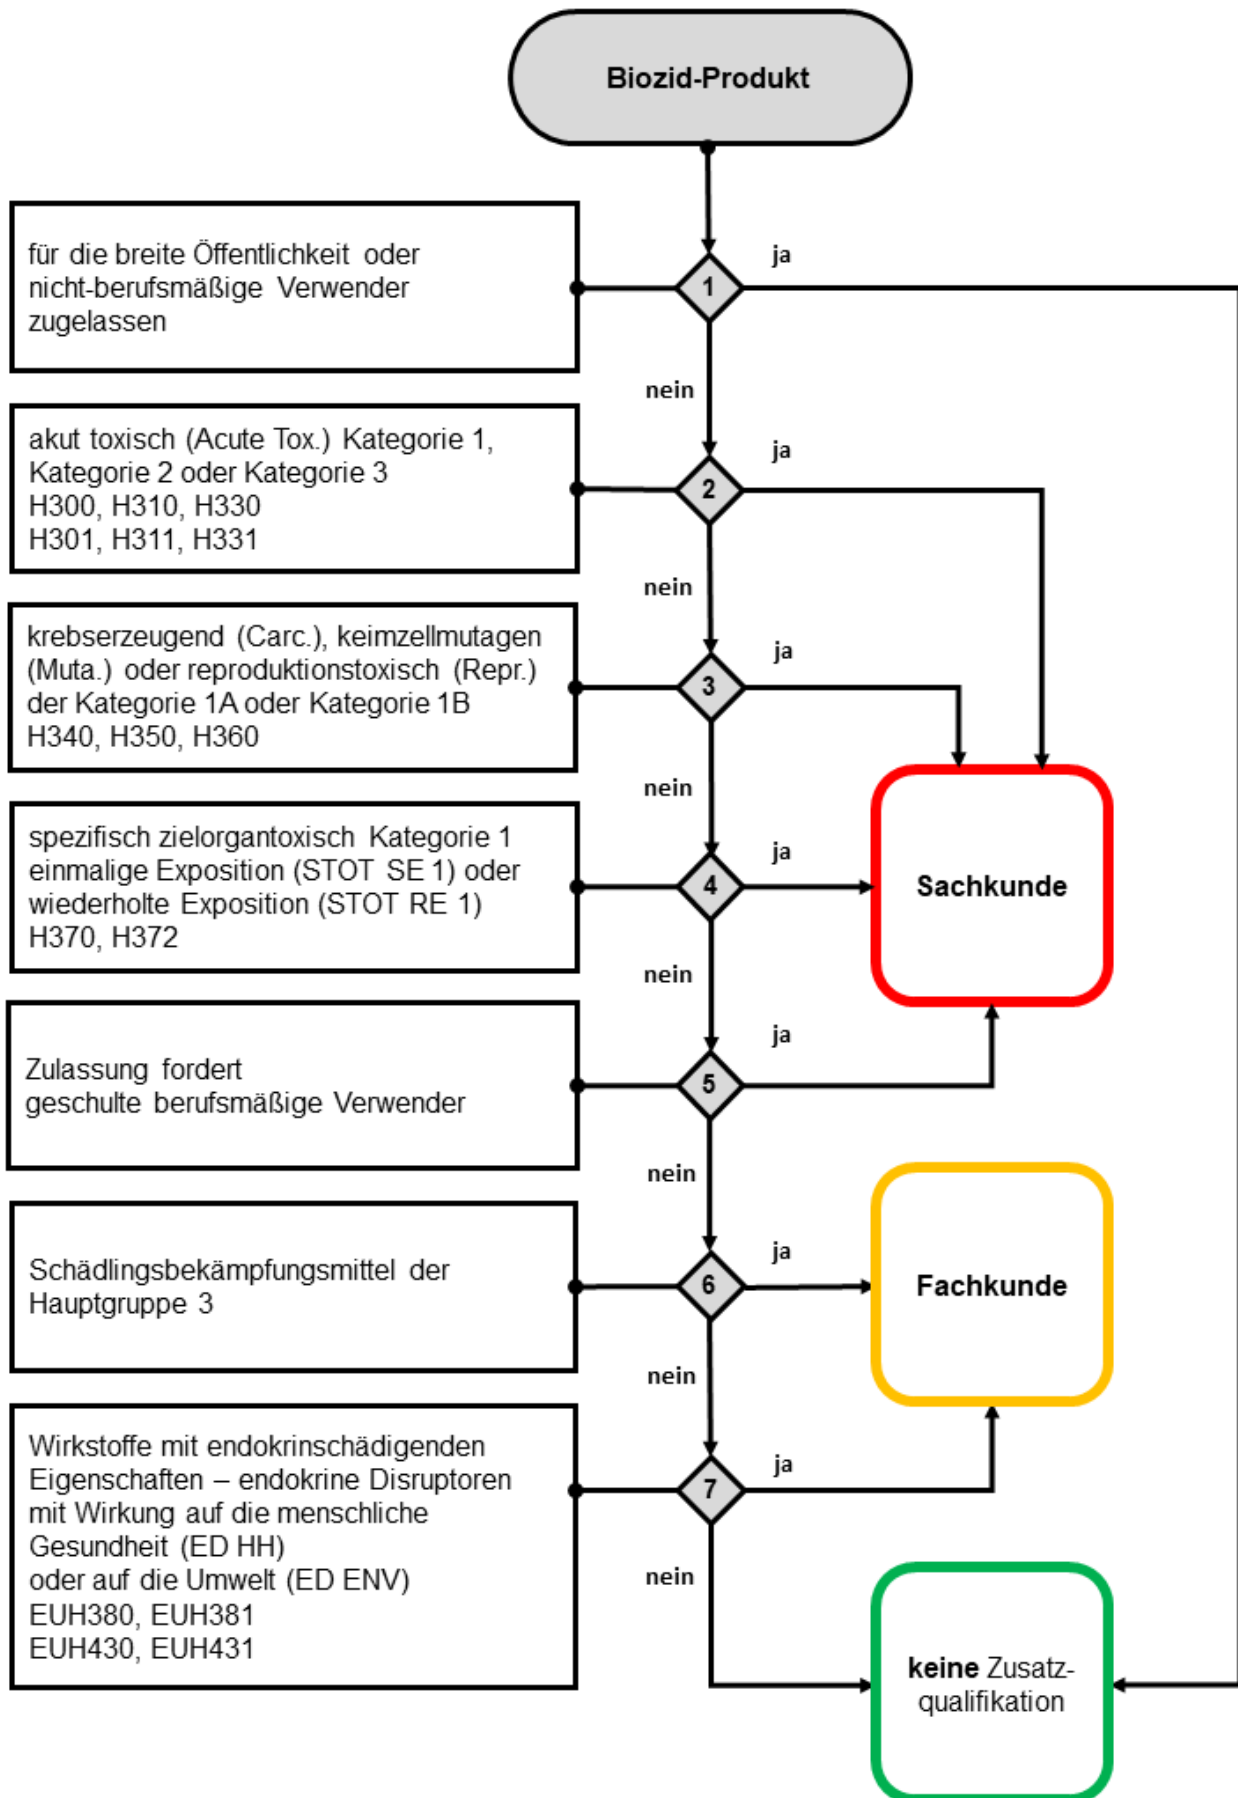 Biozid-Produkt
für die breite Öffentlichkeit oder
nicht-berufsmäßige Verwender
zugelassen
1
ja
nein
akut toxisch (Acute Tox.) Kategorie 1,
Kategorie 2 oder Kategorie 3
H300, H310, H330
H301, H311, H331
2
ja
nein
krebserzeugend (Carc.), keimzellmutagen
(Muta.) oder reproduktionstoxisch (Repr.)
der Kategorie 1A oder Kategorie 1B
H340, H350, H360
3
ja
nein
spezifisch zielorgantoxisch Kategorie 1
einmalige Exposition (STOT SE 1) oder
wiederholte Exposition (STOT RE 1)
H370, H372
4
ja
Sachkunde
nein
Zulassung fordert
geschulte berufsmäßige Verwender
5
ja
nein
Schädlingsbekämpfungsmittel der
Hauptgruppe 3
6
ja
Fachkunde
nein
Wirkstoffe mit endokrinschädigenden
Eigenschaften – endokrine Disruptoren
mit Wirkung auf die menschliche
Gesundheit (ED HH)
oder auf die Umwelt (ED ENV)
EUH380, EUH381
EUH430, EUH431
7
ja
nein
keine Zusatz-
qualifikation